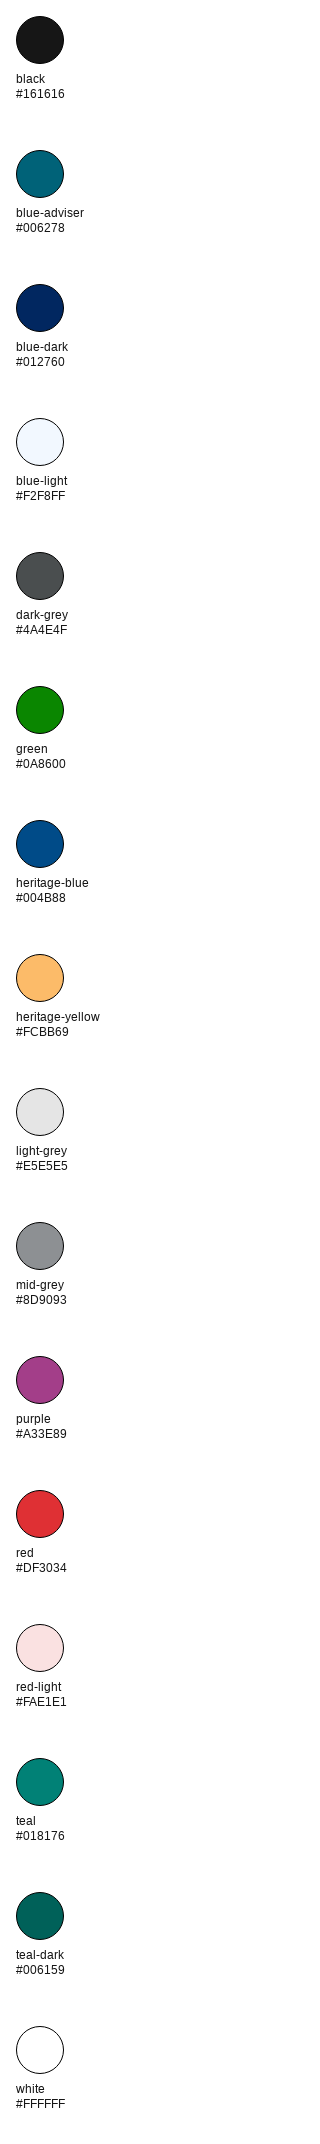 black
#161616
blue-adviser
#006278
blue-dark
#012760
blue-light
#F2F8FF
dark-grey
#4A4E4F
green
#0A8600
heritage-blue
#004B88
heritage-yellow
#FCBB69
light-grey
#E5E5E5
mid-grey
#8D9093
purple
#A33E89
red
#DF3034
red-light
#FAE1E1
teal
#018176
teal-dark
#006159
white
#FFFFFF